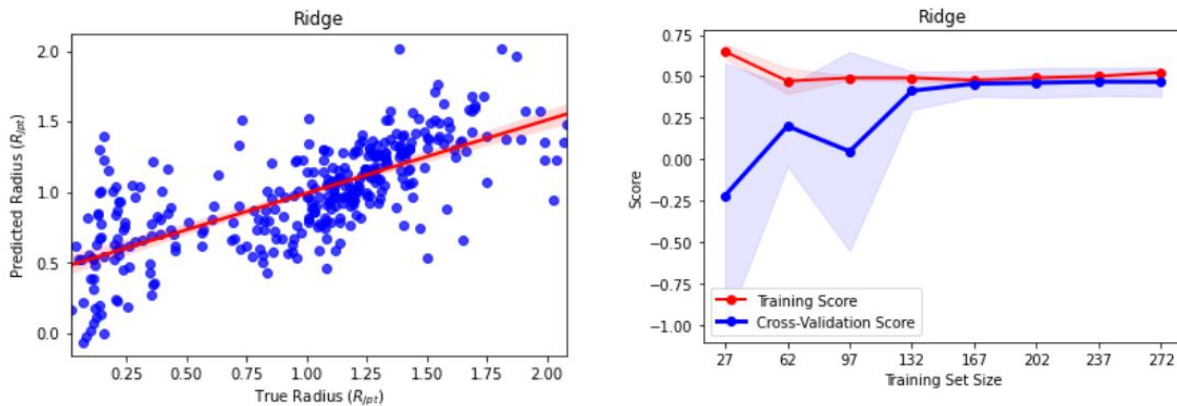 Ridge
2.0
1.5
1.0
0.5
0.0
Predicted Radius (R_Jpt)
0.25 0.50 0.75 1.00 1.25 1.50 1.75 2.00
True Radius (R_Jpt)
Ridge
0.75
0.50
0.25
0.00
−0.25
−0.50
−0.75
−1.00
Score
Training Score
Cross-Validation Score
27 62 97 132 167 202 237 272
Training Set Size